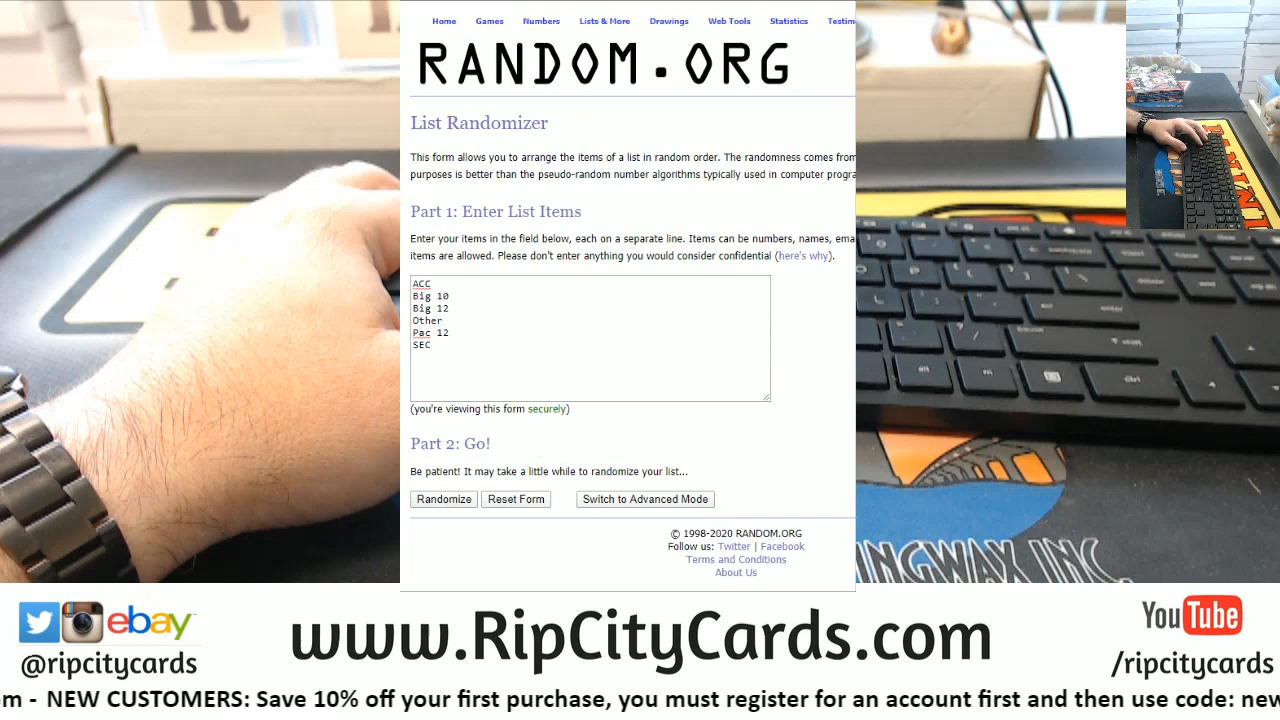 Home Games Numbers Lists & More Drawings Web Tools Statistics Testim
RANDOM.ORG
List Randomizer
This form allows you to arrange the items of a list in random order. The randomness comes from
purposes is better than the pseudo-random number algorithms typically used in computer progra
Part 1: Enter List Items
Enter your items in the field below, each on a separate line. Items can be numbers, names, ema
items are allowed. Please don't enter anything you would consider confidential (here's why).
ACC
Big 10
Big 12
Other
Pac 12
SEC
(you're viewing this form securely)
Part 2: Go!
Be patient! It may take a little while to randomize your list...
Randomize Reset Form Switch to Advanced Mode
© 1998-2020 RANDOM.ORG
Follow us: Twitter | Facebook
Terms and Conditions
About Us
PANINI
INGWAX INC.
ebay
@ripcitycards
www.RipCityCards.com
YouTube
/ripcitycards
m - NEW CUSTOMERS: Save 10% off your first purchase, you must register for an account first and then use code: new